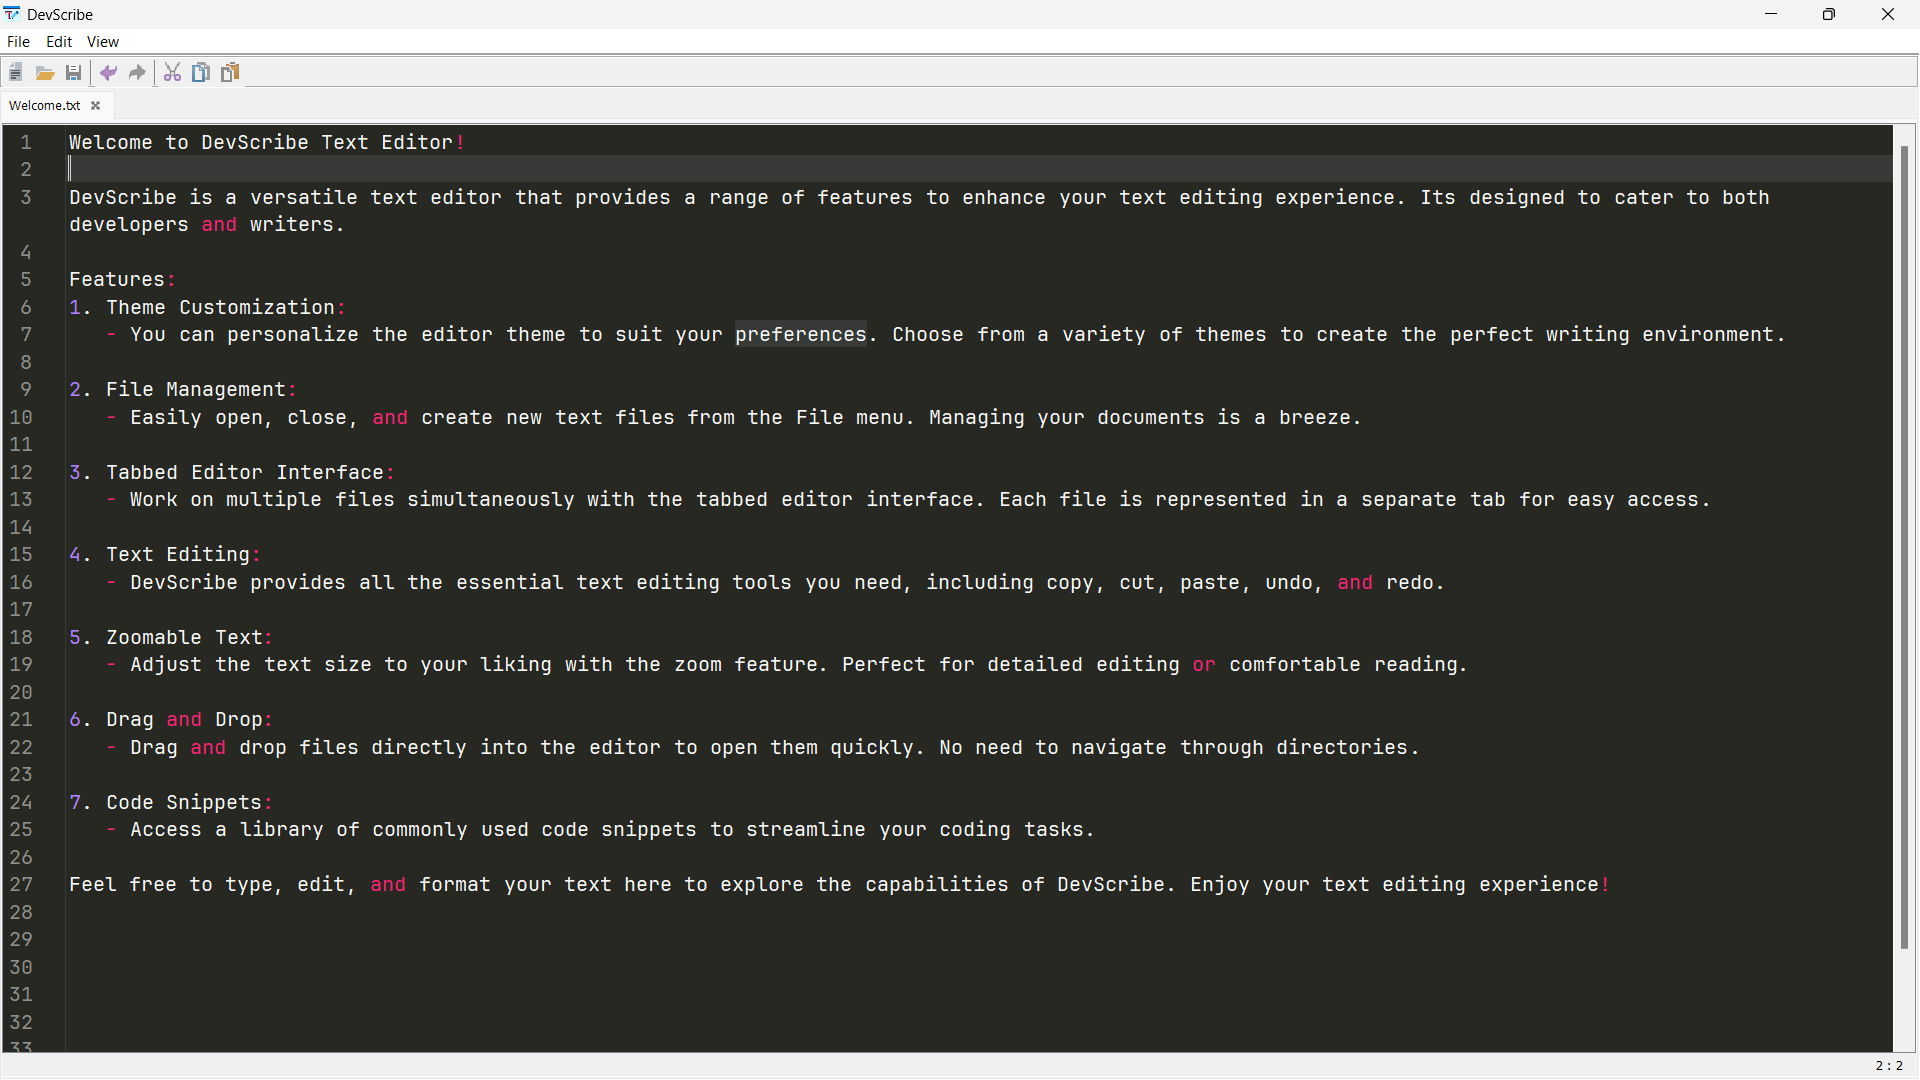 DevScribe
File Edit View
Welcome.txt
1 Welcome to DevScribe Text Editor!
2
3 DevScribe is a versatile text editor that provides a range of features to enhance your text editing experience. Its designed to cater to both
developers and writers.
4
5 Features:
6 1. Theme Customization:
7 - You can personalize the editor theme to suit your preferences. Choose from a variety of themes to create the perfect writing environment.
8
9 2. File Management:
10 - Easily open, close, and create new text files from the File menu. Managing your documents is a breeze.
11
12 3. Tabbed Editor Interface:
13 - Work on multiple files simultaneously with the tabbed editor interface. Each file is represented in a separate tab for easy access.
14
15 4. Text Editing:
16 - DevScribe provides all the essential text editing tools you need, including copy, cut, paste, undo, and redo.
17
18 5. Zoomable Text:
19 - Adjust the text size to your liking with the zoom feature. Perfect for detailed editing or comfortable reading.
20
21 6. Drag and Drop:
22 - Drag and drop files directly into the editor to open them quickly. No need to navigate through directories.
23
24 7. Code Snippets:
25 - Access a library of commonly used code snippets to streamline your coding tasks.
26
27 Feel free to type, edit, and format your text here to explore the capabilities of DevScribe. Enjoy your text editing experience!
28
29
30
31
32
33
2:2